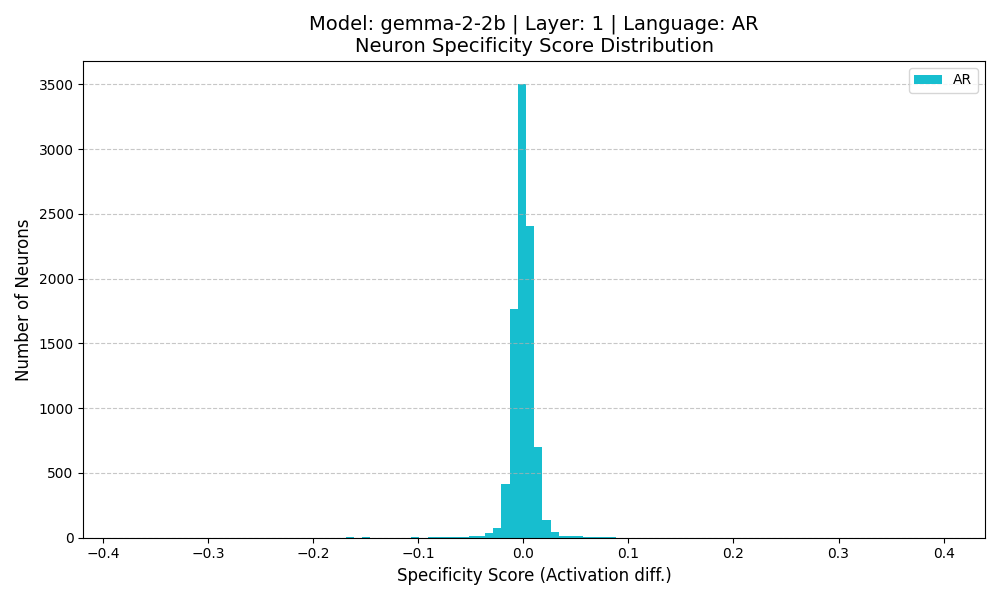 Model: gemma-2-2b | Layer: 1 | Language: AR
Neuron Specificity Score Distribution
AR
Number of Neurons
3500
3000
2500
2000
1500
1000
500
0
−0.4 −0.3 −0.2 −0.1 0.0 0.1 0.2 0.3 0.4
Specificity Score (Activation diff.)